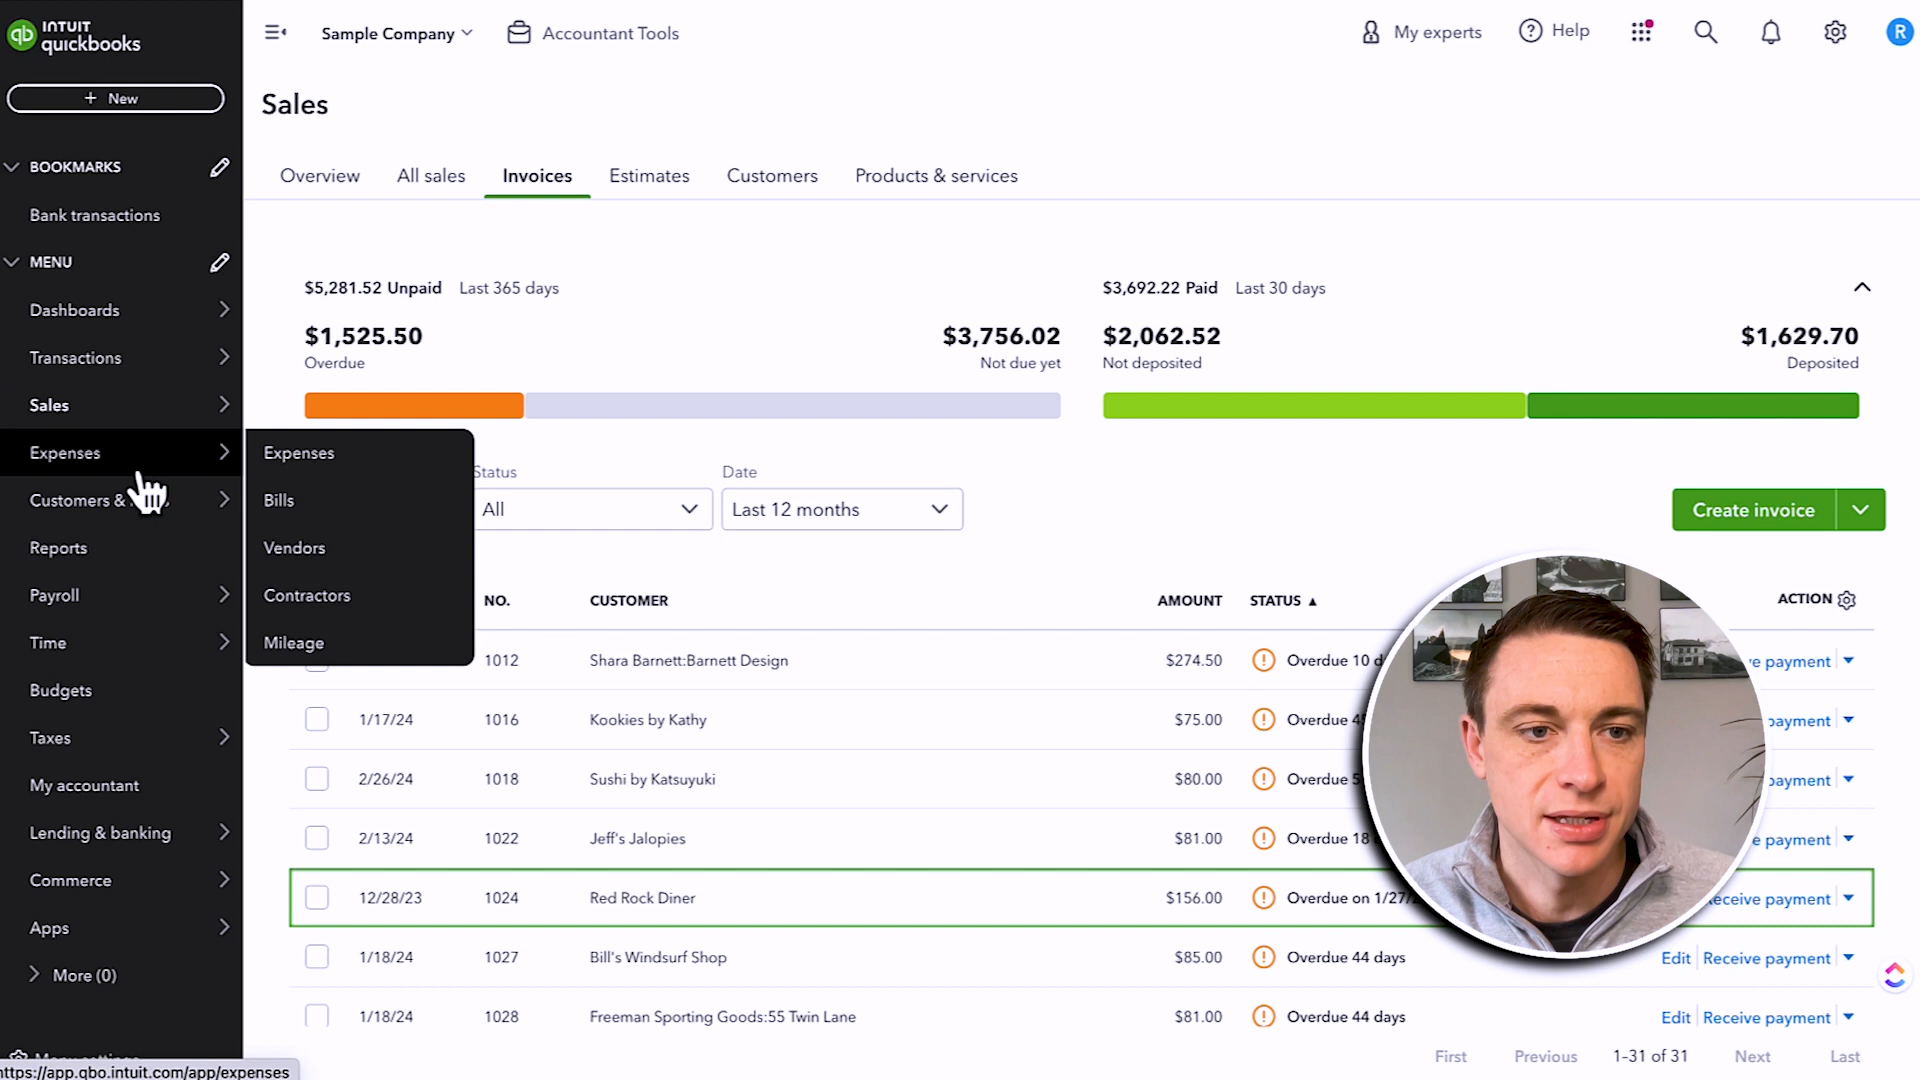 INTUIT
quickbooks
+ New
BOOKMARKS
Bank transactions
MENU
Dashboards
Transactions
Sales
Expenses
Customers &
Reports
Payroll
Time
Budgets
Taxes
My accountant
Lending & banking
Commerce
Apps
More (0)
https://app.qbo.intuit.com/app/expenses
Sample Company
Accountant Tools
My experts
Help
R
Sales
Overview
All sales
Invoices
Estimates
Customers
Products & services
$5,281.52 Unpaid Last 365 days
$1,525.50
Overdue
$3,756.02
Not due yet
$3,692.22 Paid Last 30 days
$2,062.52
Not deposited
$1,629.70
Deposited
Expenses
Bills
Vendors
Contractors
Mileage
Status
All
Date
Last 12 months
Create invoice
NO. CUSTOMER AMOUNT STATUS ▲ ACTION
1012 Shara Barnett:Barnett Design $274.50 Overdue 10 payment
1/17/24 1016 Kookies by Kathy $75.00 Overdue payment
2/26/24 1018 Sushi by Katsuyuki $80.00 Overdue payment
2/13/24 1022 Jeff's Jalopies $81.00 Overdue 18 payment
12/28/23 1024 Red Rock Diner $156.00 Overdue on 1/27/ payment
1/18/24 1027 Bill's Windsurf Shop $85.00 Overdue 44 days Edit Receive payment
1/18/24 1028 Freeman Sporting Goods:55 Twin Lane $81.00 Overdue 44 days Edit Receive payment
First Previous 1-31 of 31 Next Last